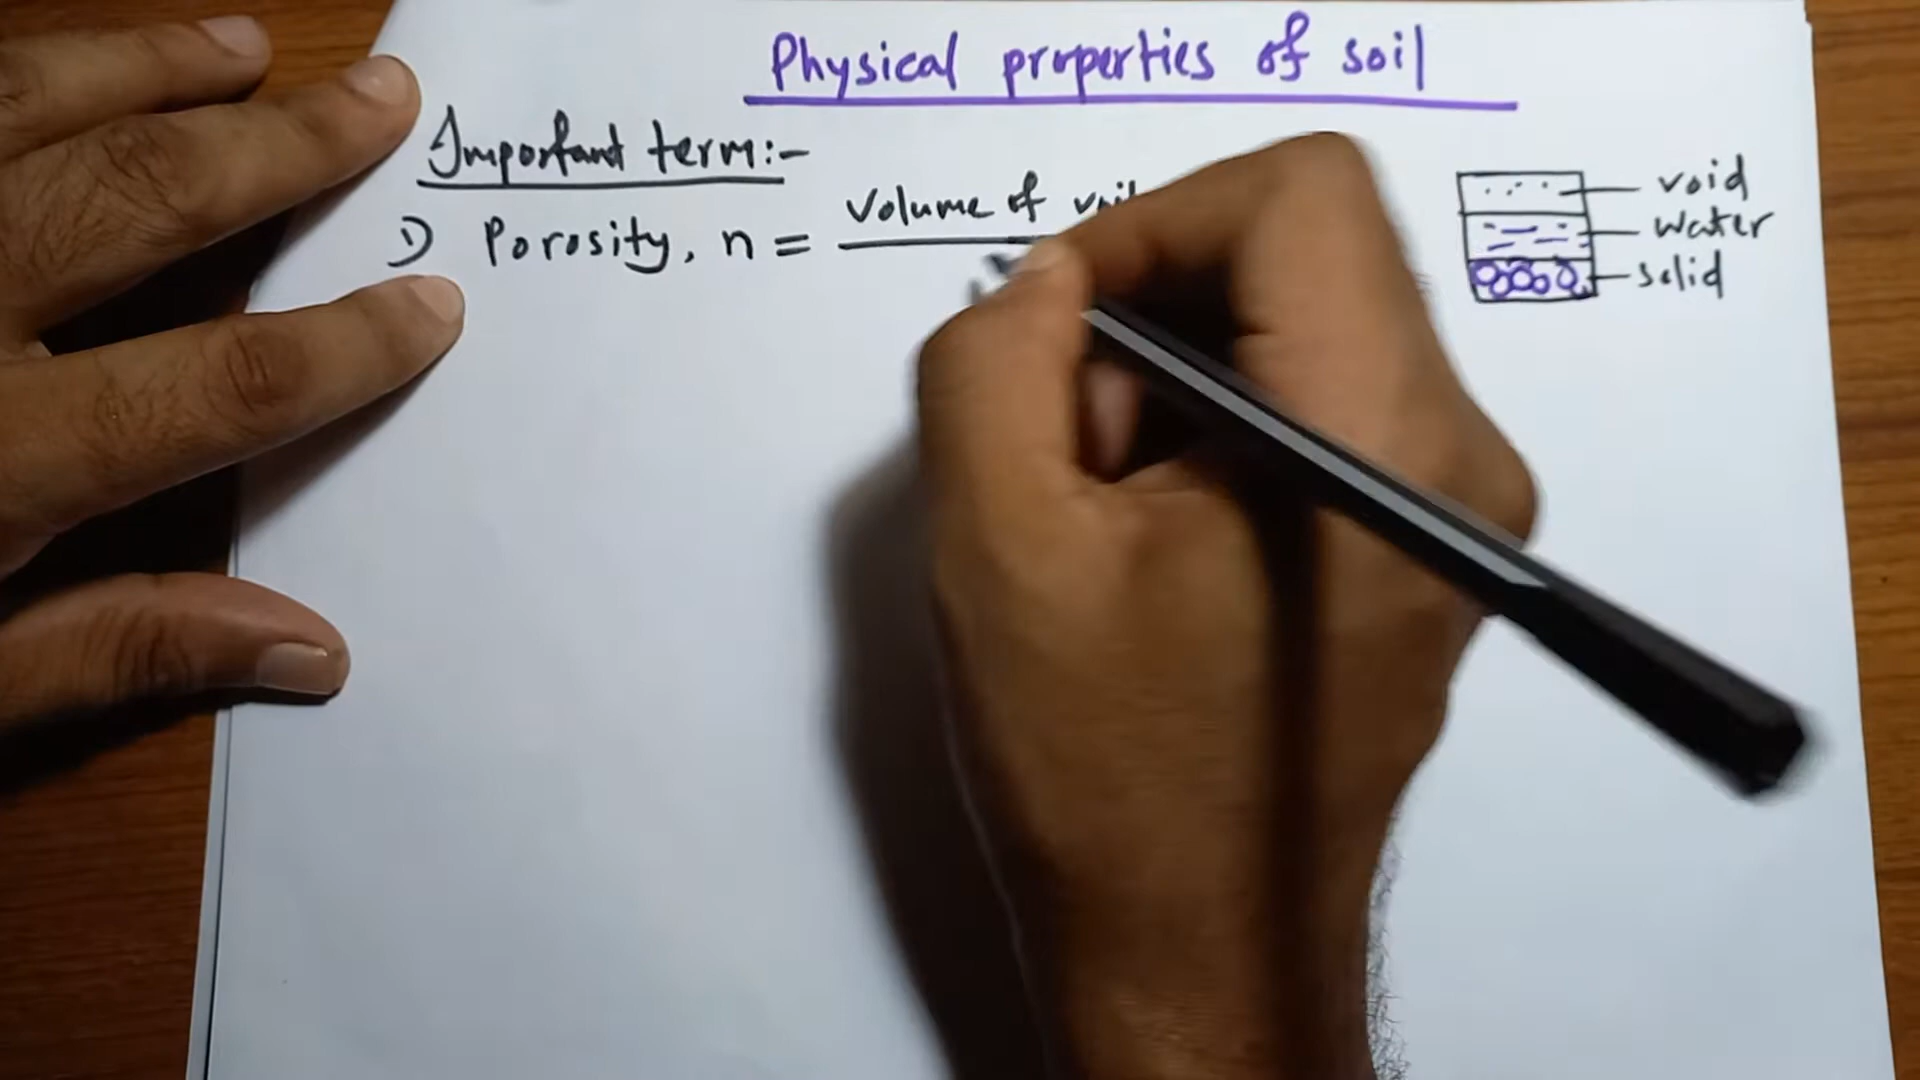 Physical properties of soil
Important term:-
1) Porosity, n = Volume of
void
water
solid